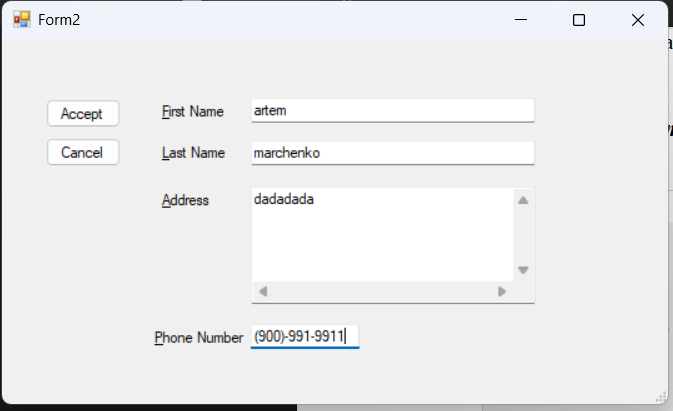 Form2
Accept
Cancel
First Name
artem
Last Name
marchenko
Address
dadadada
Phone Number
(900)-991-9911